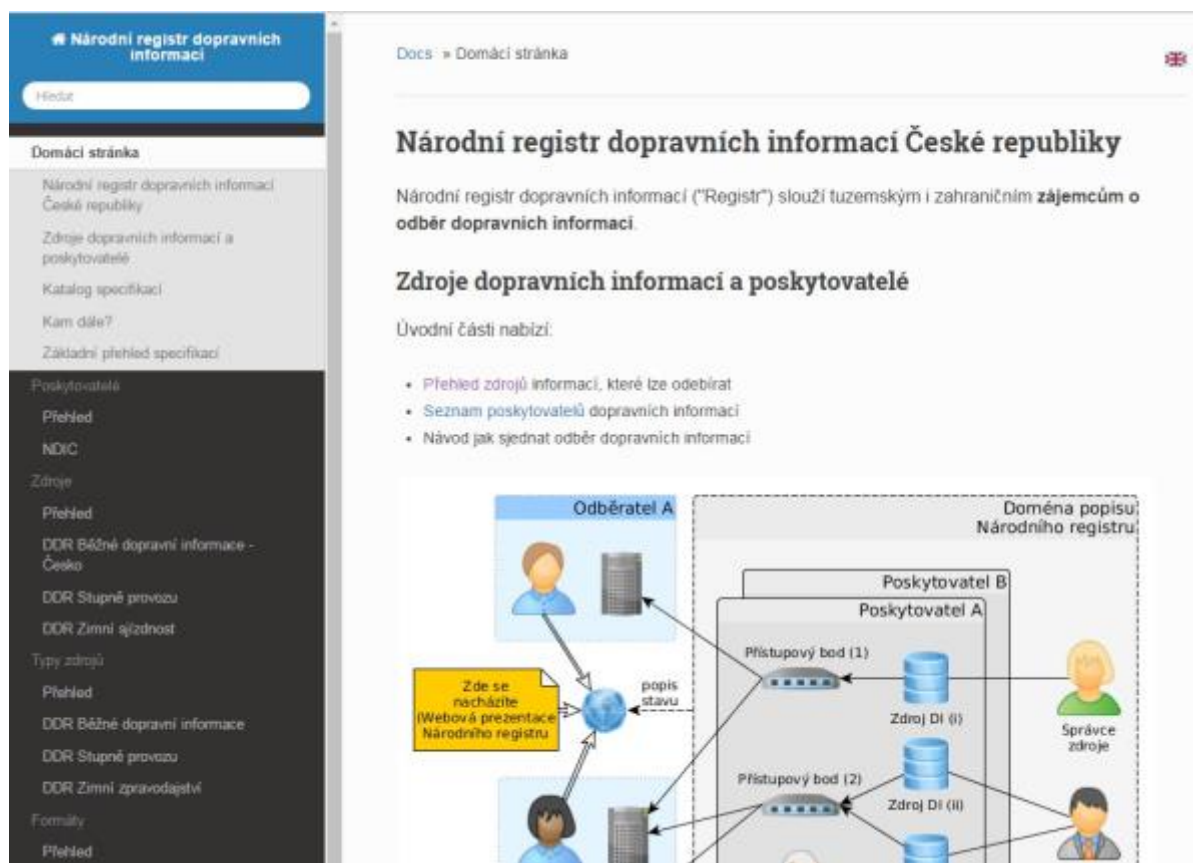 Národní registr dopravních
informací
Hledat
Domácí stránka
Národní registr dopravních informací
České republiky
Zdroje dopravních informací a
poskytovatelé
Katalog specifikací
Kam dále?
Základní přehled specifikací
Poskytovatelé
Přehled
NDIC
Zdroje
Přehled
DDR Běžné dopravní informace -
Česko
DDR Stupně provozu
DDR Zimní sjízdnost
Typy zdrojů
Přehled
DDR Běžné dopravní informace
DDR Stupně provozu
DDR Zimní zpravodajství
Formáty
Přehled
Docs » Domácí stránka
Národní registr dopravních informací České republiky
Národní registr dopravních informací ("Registr") slouží tuzemským i zahraničním zájemcům o
odběr dopravních informací.
Zdroje dopravních informací a poskytovatelé
Úvodní části nabízí:
• Přehled zdrojů informací, které lze odebírat
• Seznam poskytovatelů dopravních informací
• Návod jak sjednat odběr dopravních informací
Odběratel A
Doména popisu
Národního registru
Poskytovatel B
Poskytovatel A
Přístupový bod (1)
Zde se
nacházíte
(Webová prezentace
Národního registru
popis
stavu
Zdroj DI (i)
Správce
zdroje
Přístupový bod (2)
Zdroj DI (ii)